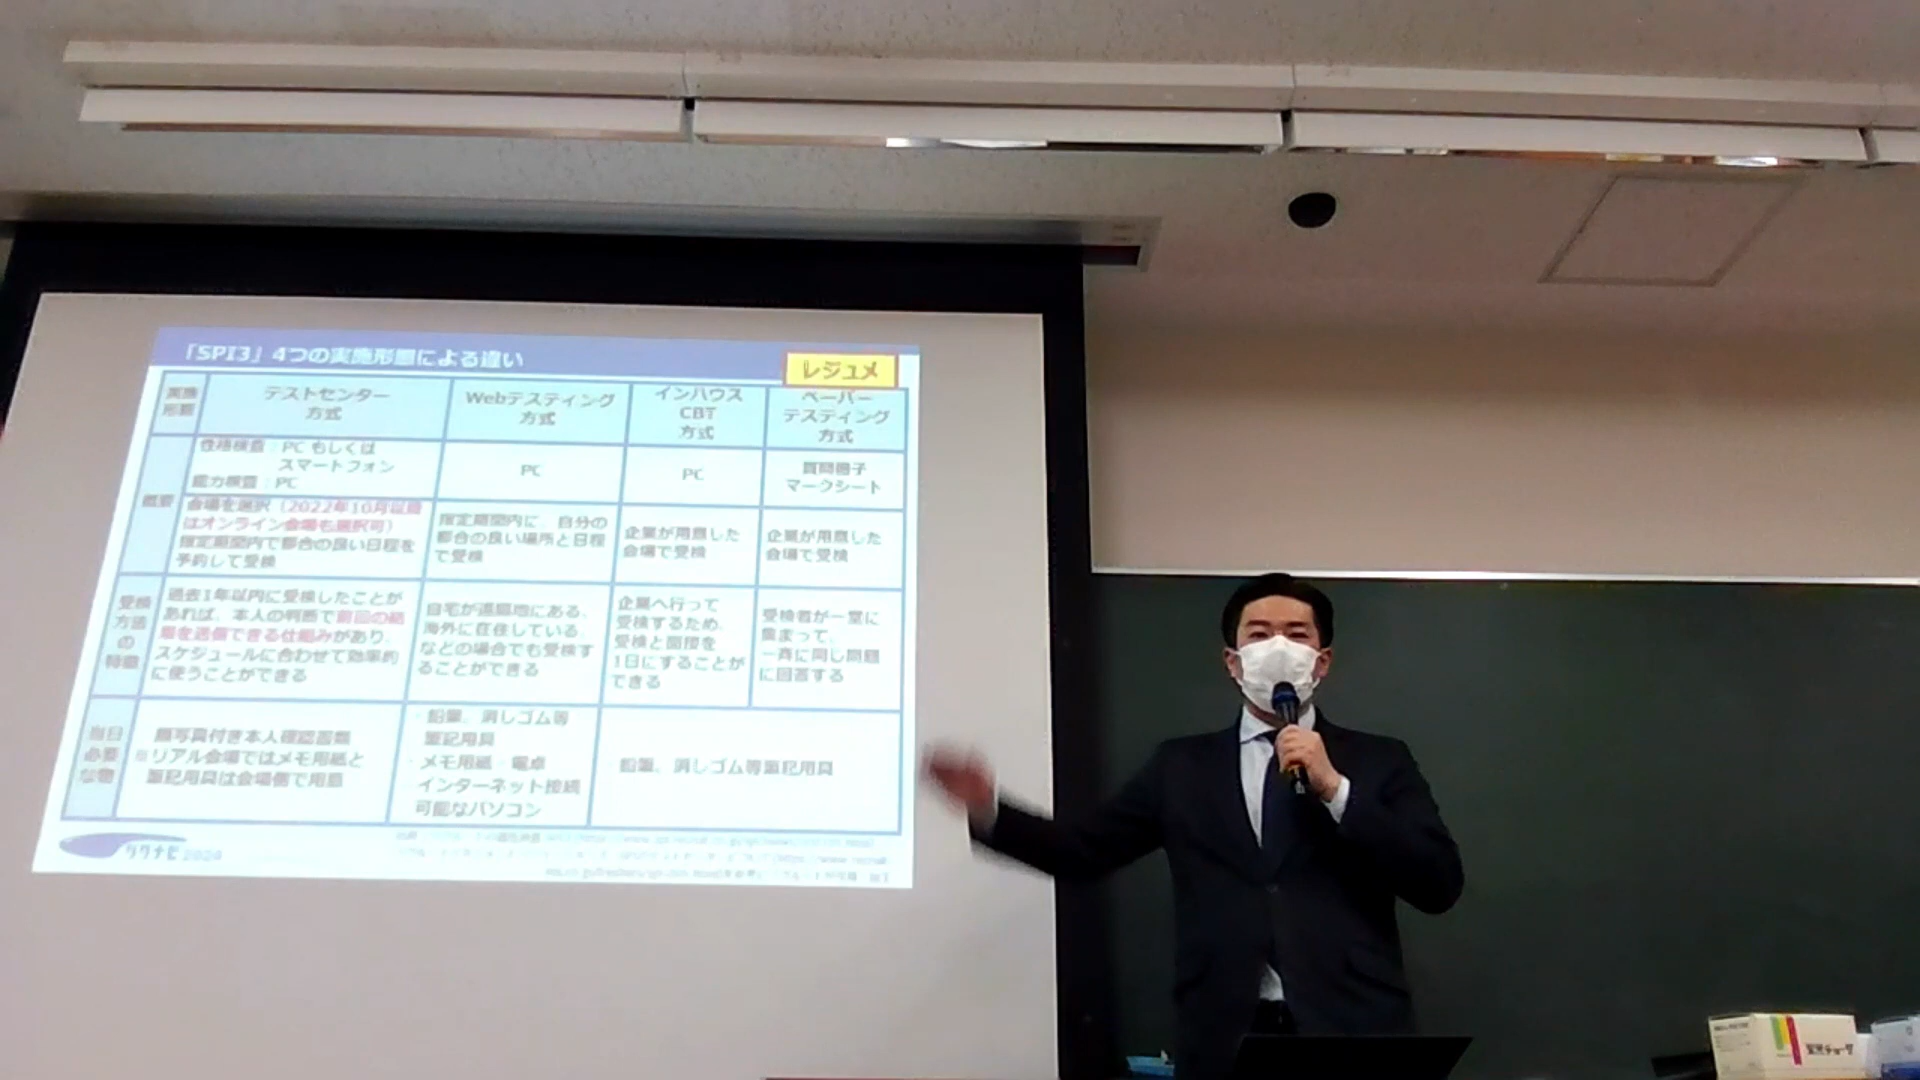 「SPI3」4つの実施形態による違い
レジュメ
実施
形態
テストセンター
方式
Webテスティング
方式
インハウス
CBT
方式
ペーパー
テスティング
方式
概要
性格検査:PC もしくは
スマートフォン
能力検査:PC
PC
PC
質問冊子
マークシート
会場を選択(2022年10月以降
はオンライン会場も選択可)
指定期間内で都合の良い日程を
予約して受検
指定期間内に、自分の
都合の良い場所と日程
で受検
企業が用意した
会場で受検
企業が用意した
会場で受検
受検
方法
の
特徴
過去1年以内に受検したことが
あれば、本人の判断で前回の結
果を送信できる仕組みがあり、
スケジュールに合わせて効率的
に使うことができる
自宅が遠隔地にある、
海外に在住している、
などの場合でも受検す
ることができる
企業へ行って
受検するため、
受検と面接を
1日にすることが
できる
受検者が一堂に
集まって、
一斉に同じ問題
に回答する
当日
必要
な物
顔写真付き本人確認書類
※リアル会場ではメモ用紙と
筆記用具は会場側で用意
・鉛筆、消しゴム等
筆記用具
・メモ用紙・電卓
・インターネット接続
可能なパソコン
鉛筆、消しゴム等筆記用具
リクナビ2024